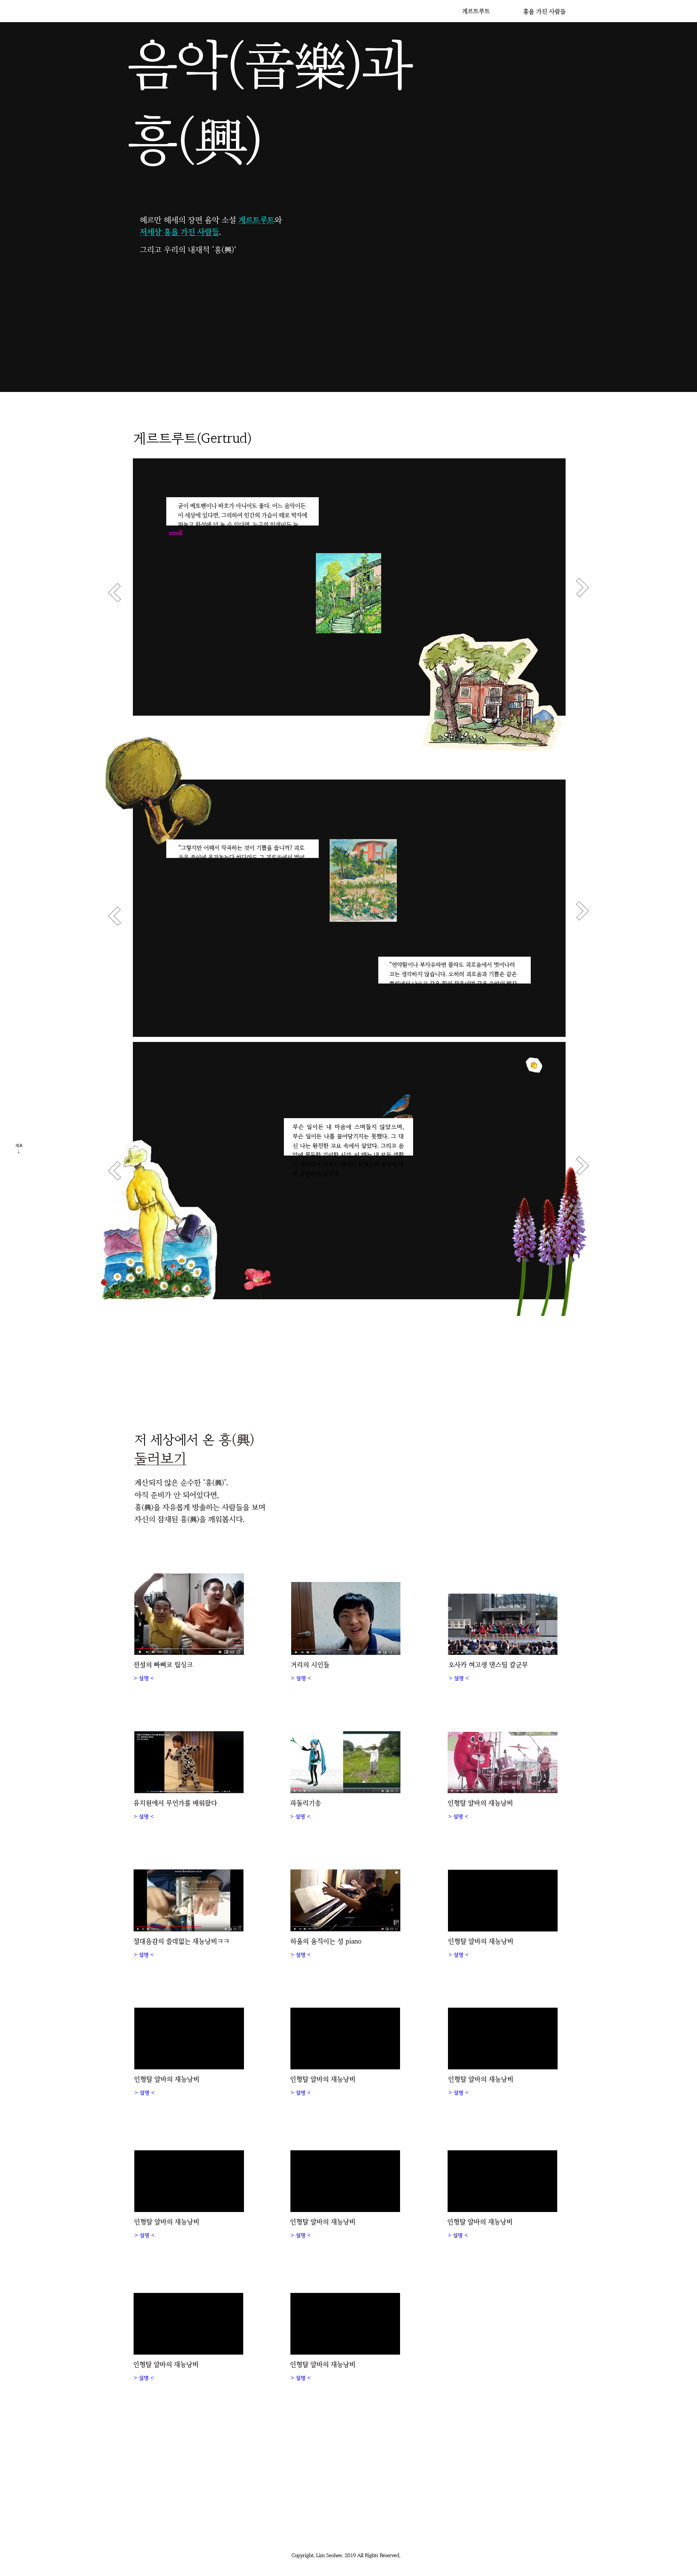 게르트루트
흥을 가진 사람들
음악(音樂)과
흥(興)
헤르만 헤세의 장편 음악 소설 게르트루트와
저세상 흥을 가진 사람들.
그리고 우리의 내재적 '흥(興)'
게르트루트(Gertrud)
굳이 베토벤이나 바흐가 아니어도 좋다. 어느 음악이든
이 세상에 있다면, 그리하여 인간의 가슴이 때로 박자에
"그렇지만 어째서 작곡하는 것이 기쁨을 줍니까? 괴로
"연약함이나 부자유라면 몰라도 괴로움에서 벗어나려
고는 생각하지 않습니다. 오히려 괴로움과 기쁨은 같은
무슨 일이든 내 마음에 스며들지 않았으며,
무슨 일이든 나를 끌어당기지는 못했다. 그 대
신 나는 완전한 고요 속에서 살았다. 그리고 음
세로
↓
저 세상에서 온 흥(興)
둘러보기
계산되지 않은 순수한 '흥(興)'.
아직 준비가 안 되어있다면,
흥(興)을 자유롭게 방출하는 사람들을 보며
자신의 잠재된 흥(興)을 깨워봅시다.
전설의 빠삐코 립싱크
> 설명 <
거리의 시인들
> 설명 <
오사카 여고생 댄스팀 칼군무
> 설명 <
유치원에서 무언가를 배워왔다
> 설명 <
파돌리기송
> 설명 <
인형탈 알바의 재능낭비
> 설명 <
절대음감의 쓸데없는 재능낭비ㅋㅋ
> 설명 <
하울의 움직이는 성 piano
> 설명 <
인형탈 알바의 재능낭비
> 설명 <
인형탈 알바의 재능낭비
> 설명 <
인형탈 알바의 재능낭비
> 설명 <
인형탈 알바의 재능낭비
> 설명 <
인형탈 알바의 재능낭비
> 설명 <
인형탈 알바의 재능낭비
> 설명 <
인형탈 알바의 재능낭비
> 설명 <
인형탈 알바의 재능낭비
> 설명 <
인형탈 알바의 재능낭비
> 설명 <
Copyright, Lim Seohee, 2019 All Rights Reserved,